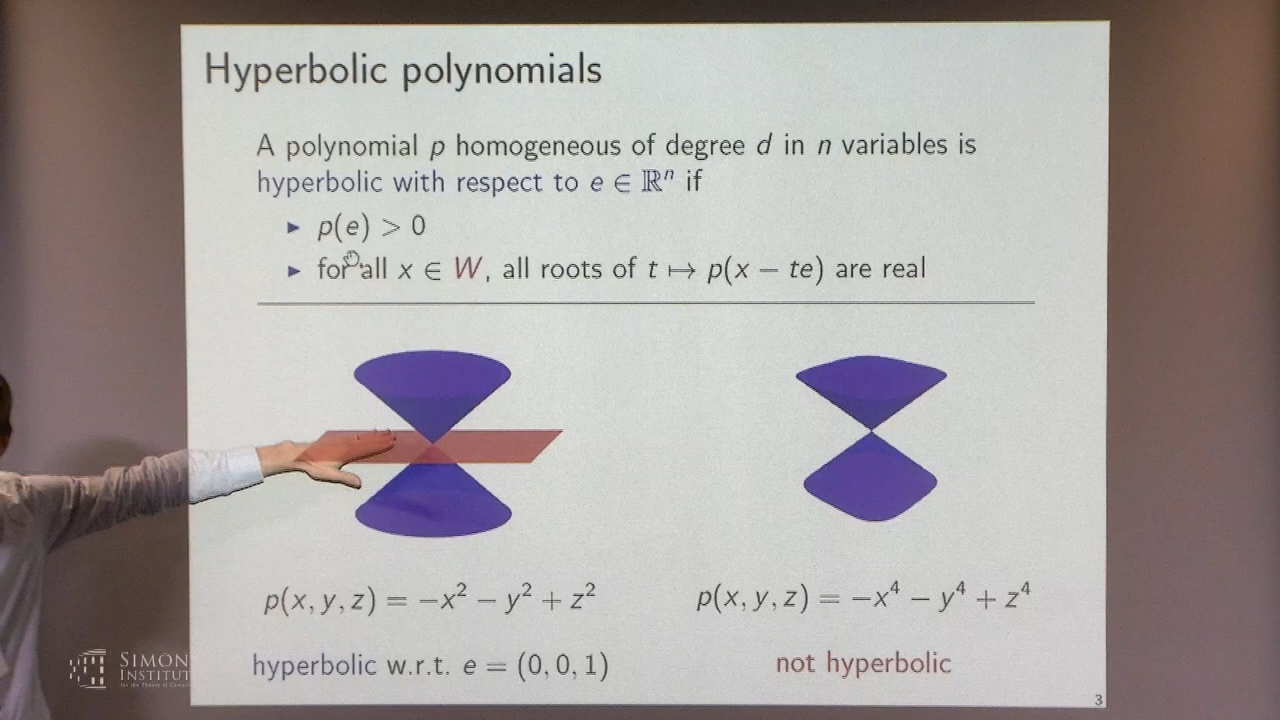 Hyperbolic polynomials
A polynomial p homogeneous of degree d in n variables is
hyperbolic with respect to e ∈ ℝⁿ if
▸ p(e) > 0
▸ for all x ∈ W, all roots of t ↦ p(x − te) are real
p(x, y, z) = −x² − y² + z²
p(x, y, z) = −x⁴ − y⁴ + z⁴
hyperbolic w.r.t. e = (0, 0, 1)
not hyperbolic
SIMONS
INSTITUTE
3